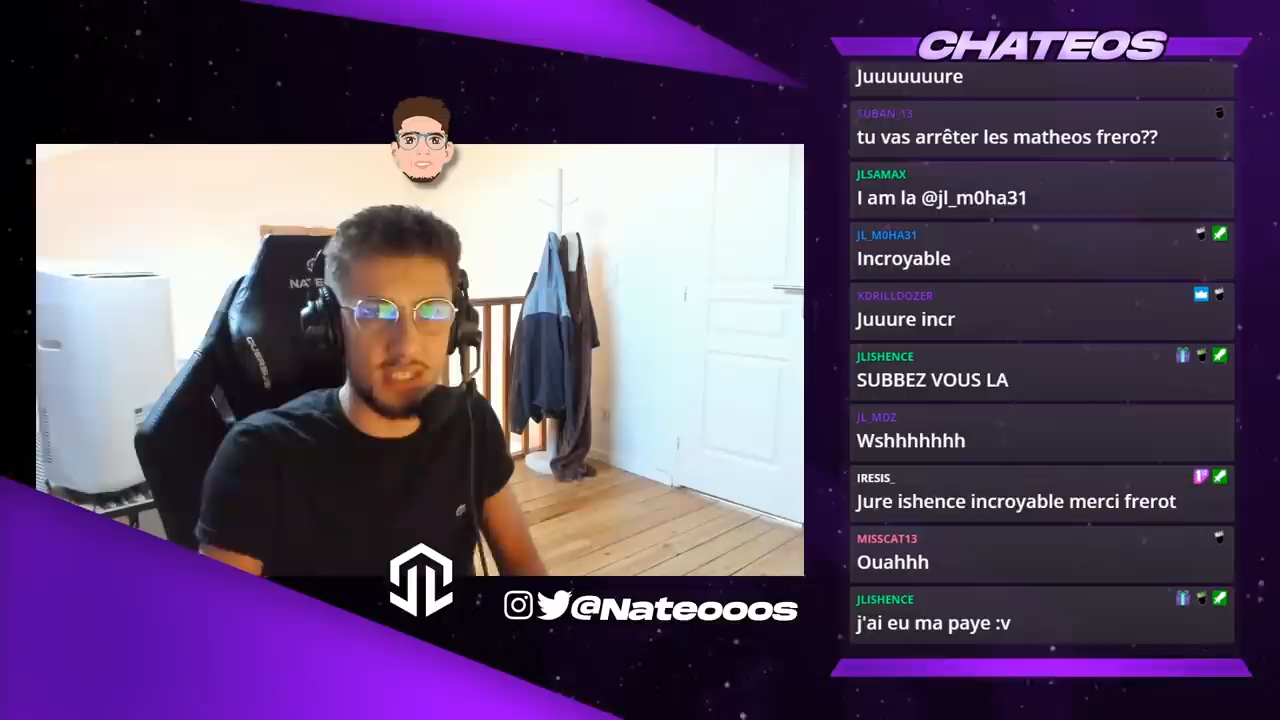 CHATEOS
Juuuuuuure
TUBAN_13
tu vas arrêter les matheos frero??
JLSAMAX
I am la @jl_m0ha31
JL_M0HA31
Incroyable
XDRILLDOZER
Juuure incr
JLISHENCE
SUBBEZ VOUS LA
JL_MDZ
Wshhhhhhh
IRESIS_
Jure ishence incroyable merci frerot
MISSCAT13
Ouahhh
JLISHENCE
j'ai eu ma paye :v
@Nateooos